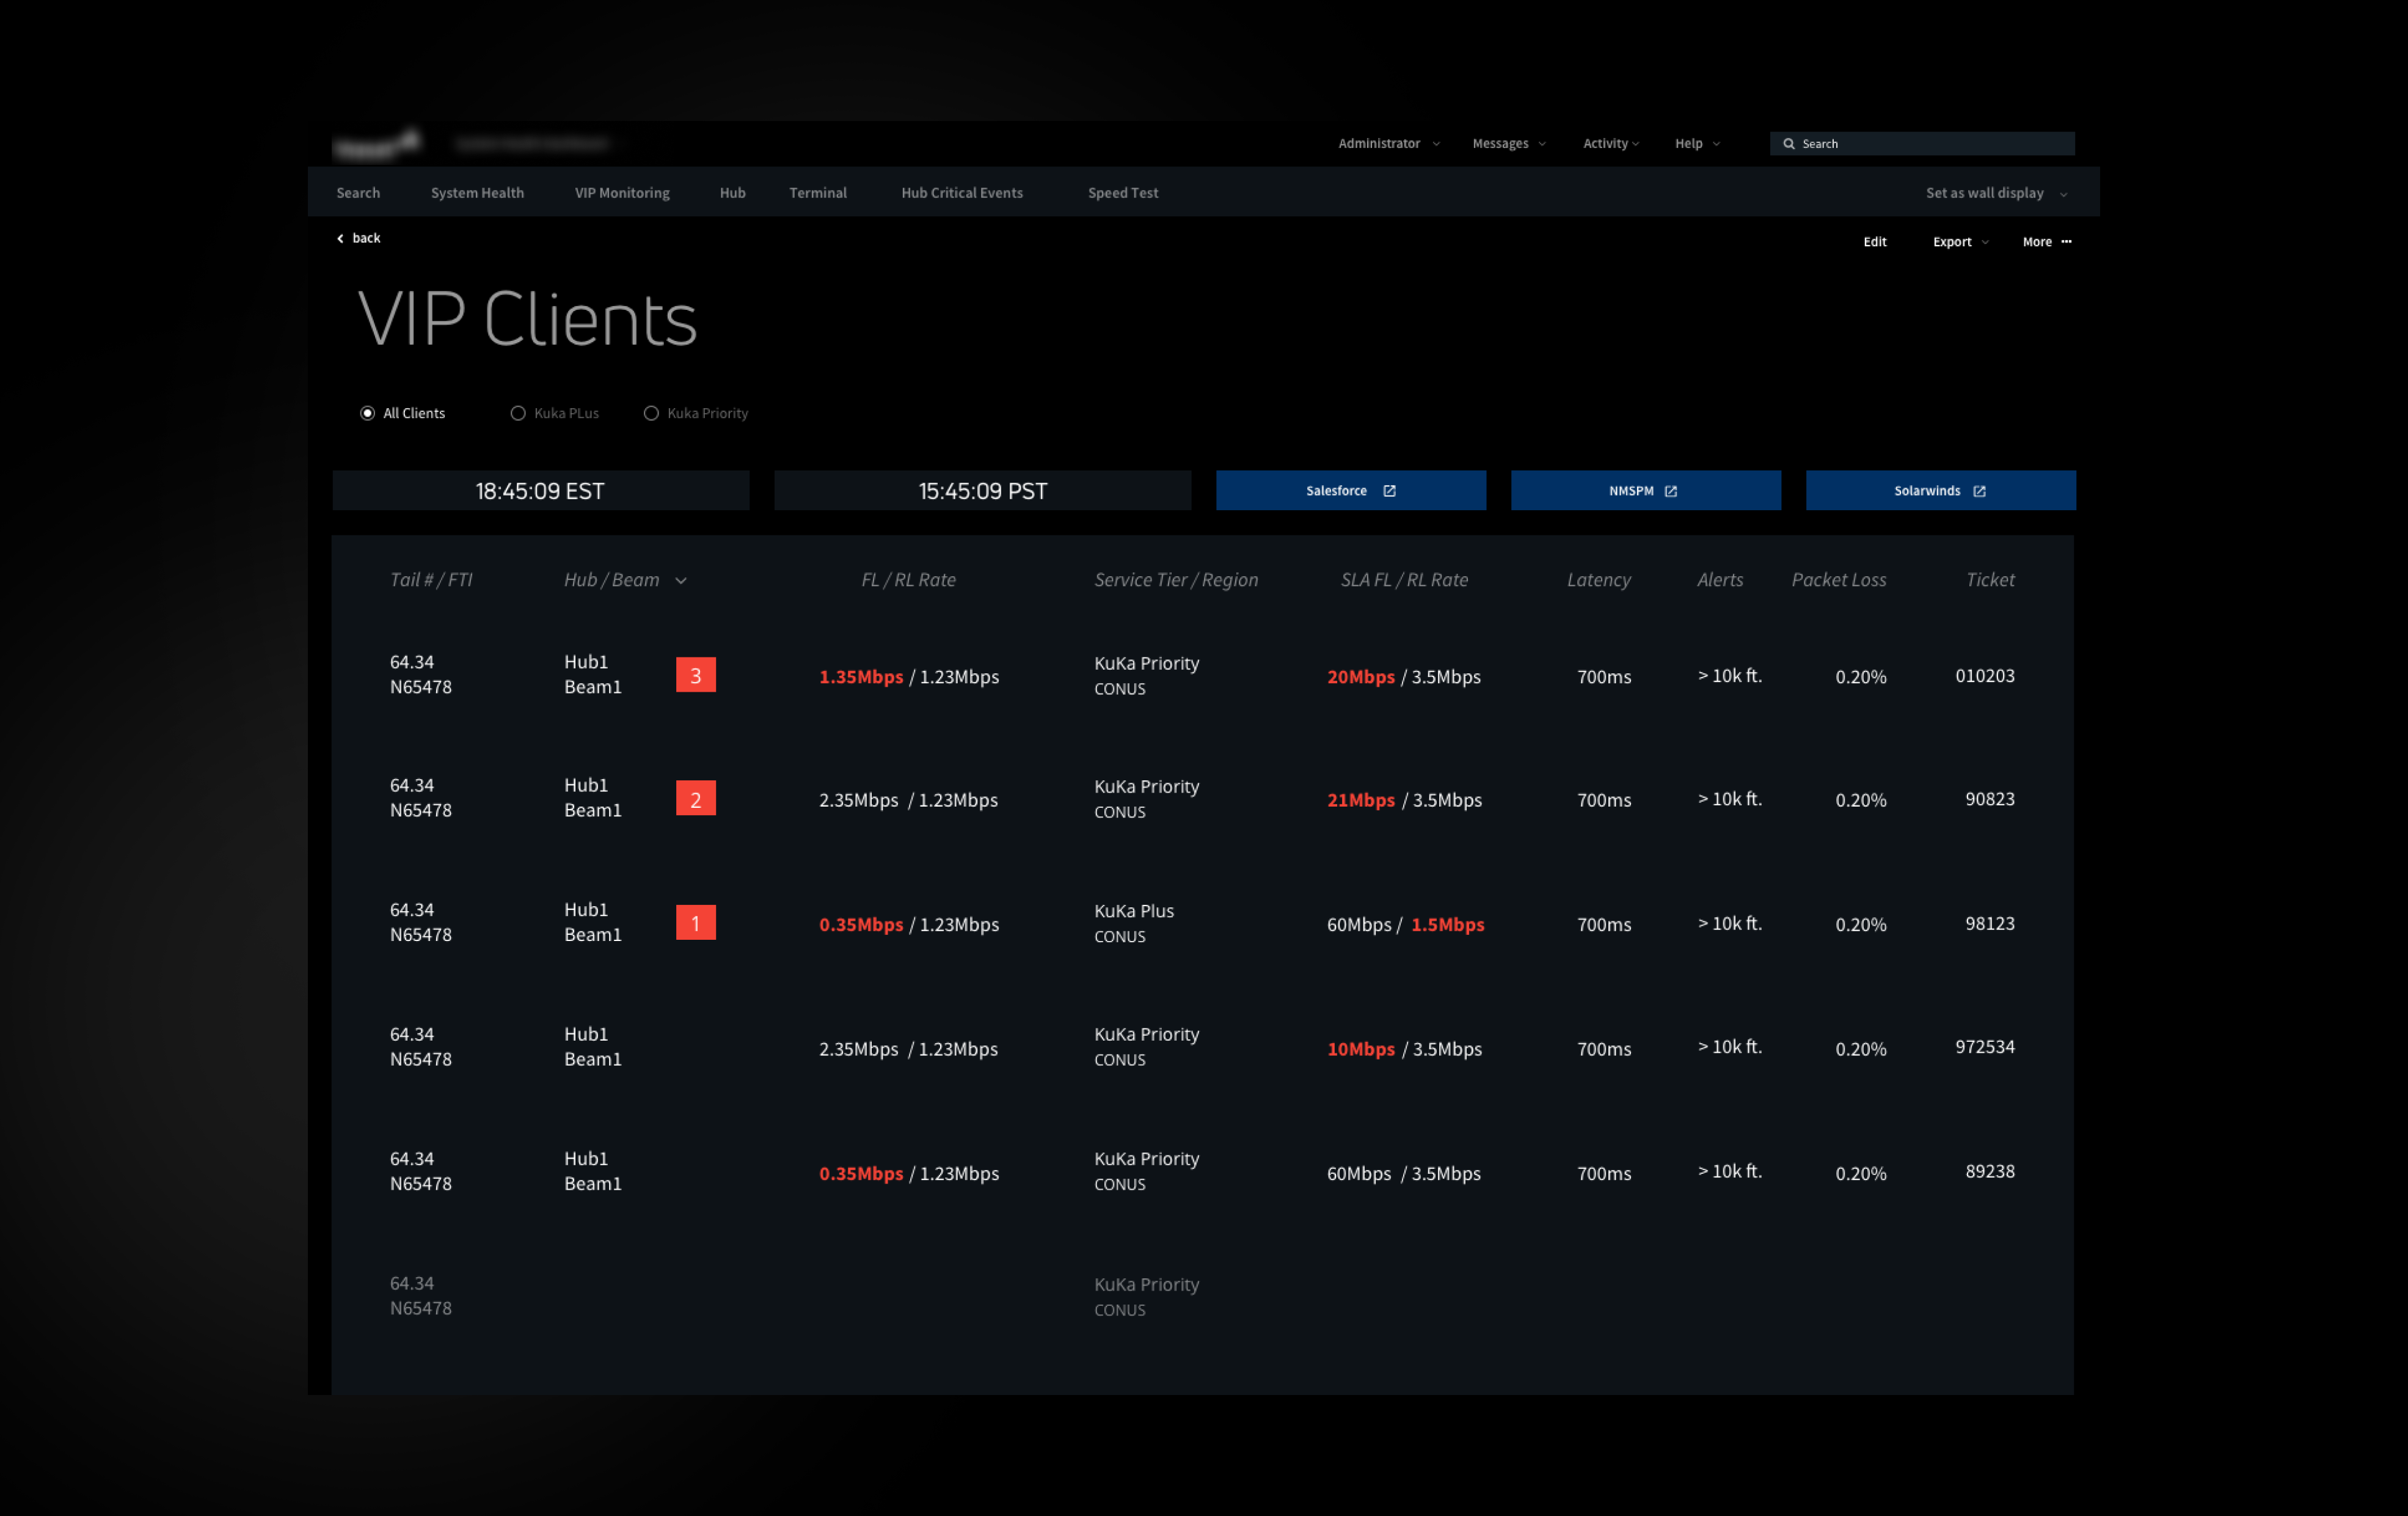 Administrator Messages Activity Help Search
Search System Health VIP Monitoring Hub Terminal Hub Critical Events Speed Test Set as wall display
back Edit Export More
VIP Clients
All Clients Kuka PLus Kuka Priority
18:45:09 EST 15:45:09 PST Salesforce NMSPM Solarwinds
Tail # / FTI Hub / Beam FL / RL Rate Service Tier / Region SLA FL / RL Rate Latency Alerts Packet Loss Ticket
64.34 Hub1 KuKa Priority
3 1.35Mbps / 1.23Mbps 20Mbps / 3.5Mbps 700ms > 10k ft. 0.20% 010203
N65478 Beam1 CONUS
64.34 Hub1 KuKa Priority
2 2.35Mbps / 1.23Mbps 21Mbps / 3.5Mbps 700ms > 10k ft. 0.20% 90823
N65478 Beam1 CONUS
64.34 Hub1 KuKa Plus
1 0.35Mbps / 1.23Mbps 60Mbps / 1.5Mbps 700ms > 10k ft. 0.20% 98123
N65478 Beam1 CONUS
64.34 Hub1 KuKa Priority
2.35Mbps / 1.23Mbps 10Mbps / 3.5Mbps 700ms > 10k ft. 0.20% 972534
N65478 Beam1 CONUS
64.34 Hub1 KuKa Priority
0.35Mbps / 1.23Mbps 60Mbps / 3.5Mbps 700ms > 10k ft. 0.20% 89238
N65478 Beam1 CONUS
64.34 KuKa Priority
N65478 CONUS